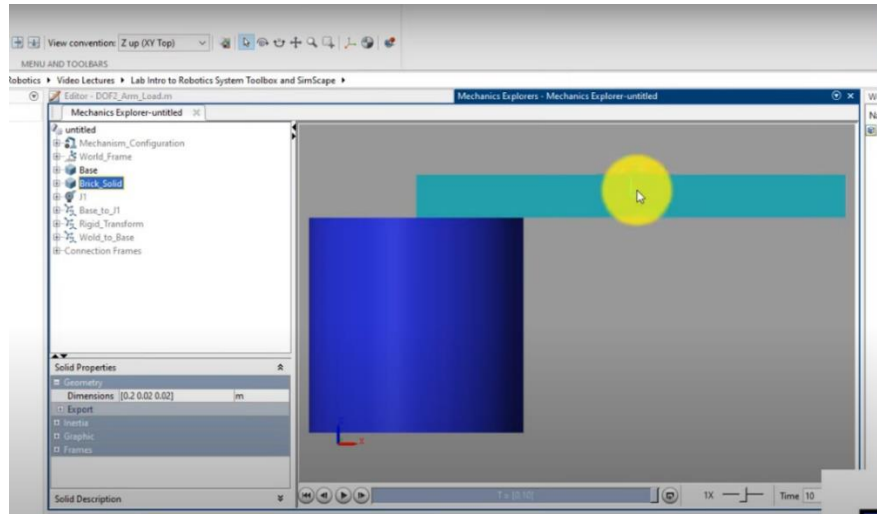 View convention: Z up (XY Top)
MENU AND TOOLBARS
Robotics ▸ Video Lectures ▸ Lab Intro to Robotics System Toolbox and SimScape ▸
Editor - DOF2_Arm_Load.m
Mechanics Explorers - Mechanics Explorer-untitled
Mechanics Explorer-untitled
untitled
Mechanism_Configuration
World_Frame
Base
Brick_Solid
J1
Base_to_J1
Rigid_Transform
Wold_to_Base
Connection Frames
Solid Properties
Geometry
Dimensions [0.2 0.02 0.02] m
Export
Inertia
Graphic
Frames
Solid Description
x
1X
Time 10